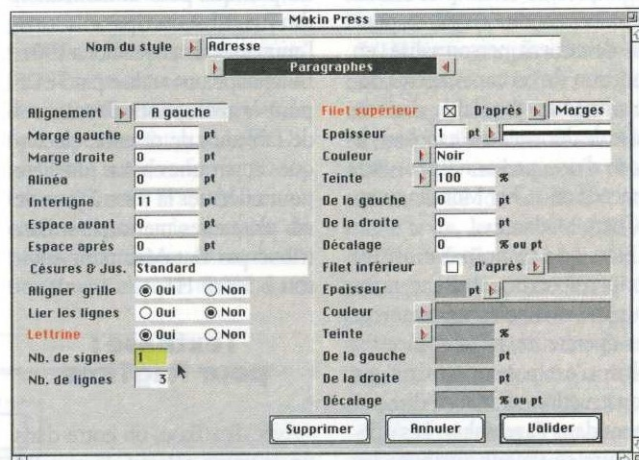 Makin Press
Nom du style Adresse
Paragraphes
Alignement A gauche
Marge gauche 0 pt
Marge droite 0 pt
Alinéa 0 pt
Interligne 11 pt
Espace avant 0 pt
Espace après 0 pt
Césures & Jus. Standard
Aligner grille Oui Non
Lier les lignes Oui Non
Lettrine Oui Non
Nb. de signes 1
Nb. de lignes 3
Filet supérieur D'après Marges
Epaisseur 1 pt
Couleur Noir
Teinte 100 %
De la gauche 0 pt
De la droite 0 pt
Décalage 0 % ou pt
Filet inférieur D'après
Epaisseur pt
Couleur
Teinte %
De la gauche pt
De la droite pt
Décalage % ou pt
Supprimer Annuler Valider